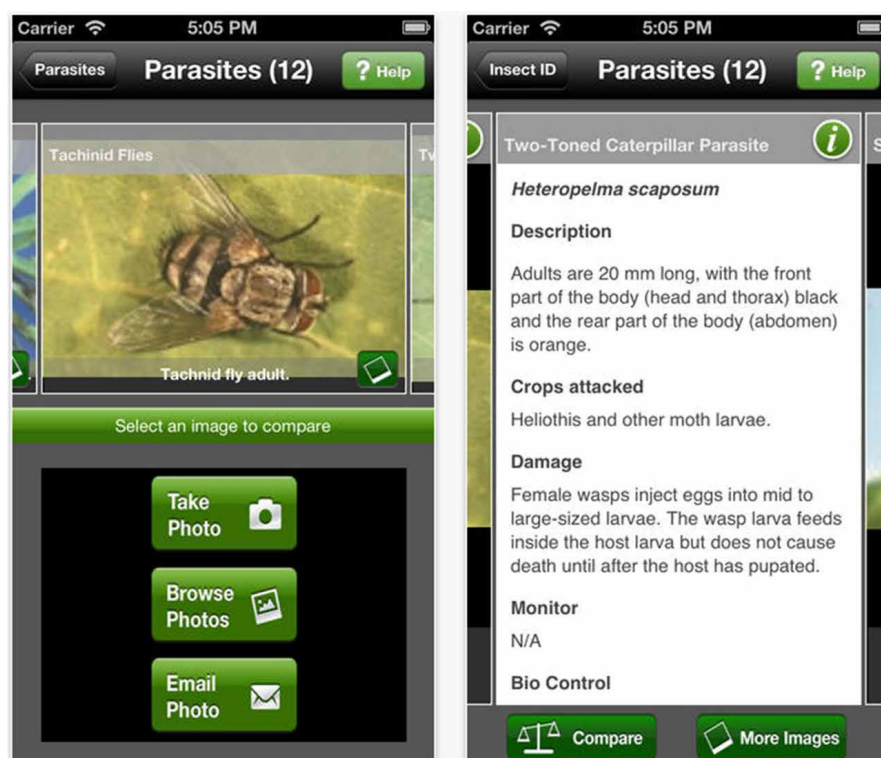 Carrier 5:05 PM
Parasites Parasites (12) ? Help
Tachinid Flies
Tw
Tachnid fly adult.
Select an image to compare
Take
Photo
Browse
Photos
Email
Photo
Carrier 5:05 PM
Insect ID Parasites (12) ? Help
Two-Toned Caterpillar Parasite i
S
Heteropelma scaposum
Description
Adults are 20 mm long, with the front
part of the body (head and thorax) black
and the rear part of the body (abdomen)
is orange.
Crops attacked
Heliothis and other moth larvae.
Damage
Female wasps inject eggs into mid to
large-sized larvae. The wasp larva feeds
inside the host larva but does not cause
death until after the host has pupated.
Monitor
N/A
Bio Control
Compare More Images